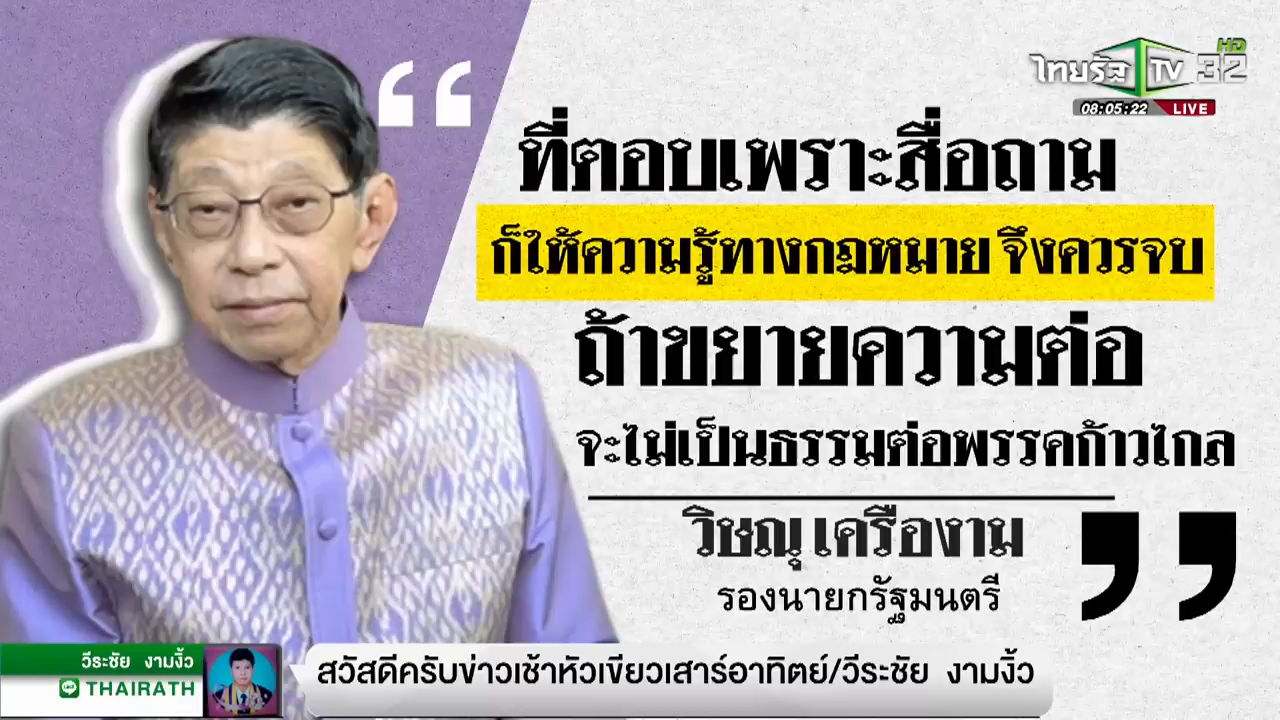 ไทยรัฐ TV HD 32
08:05:22 LIVE
ที่ตอบเพราะสื่อถาม
ก็ให้ความรู้ทางกฎหมาย จึงควรจบ
ถ้าขยายความต่อ
จะไม่เป็นธรรมต่อพรรคก้าวไกล
วิษณุ เครืองาม
รองนายกรัฐมนตรี
วีระชัย งามงิ้ว
LINE THAIRATH
สวัสดีครับข่าวเช้าหัวเขียวเสาร์อาทิตย์/วีระชัย งามงิ้ว